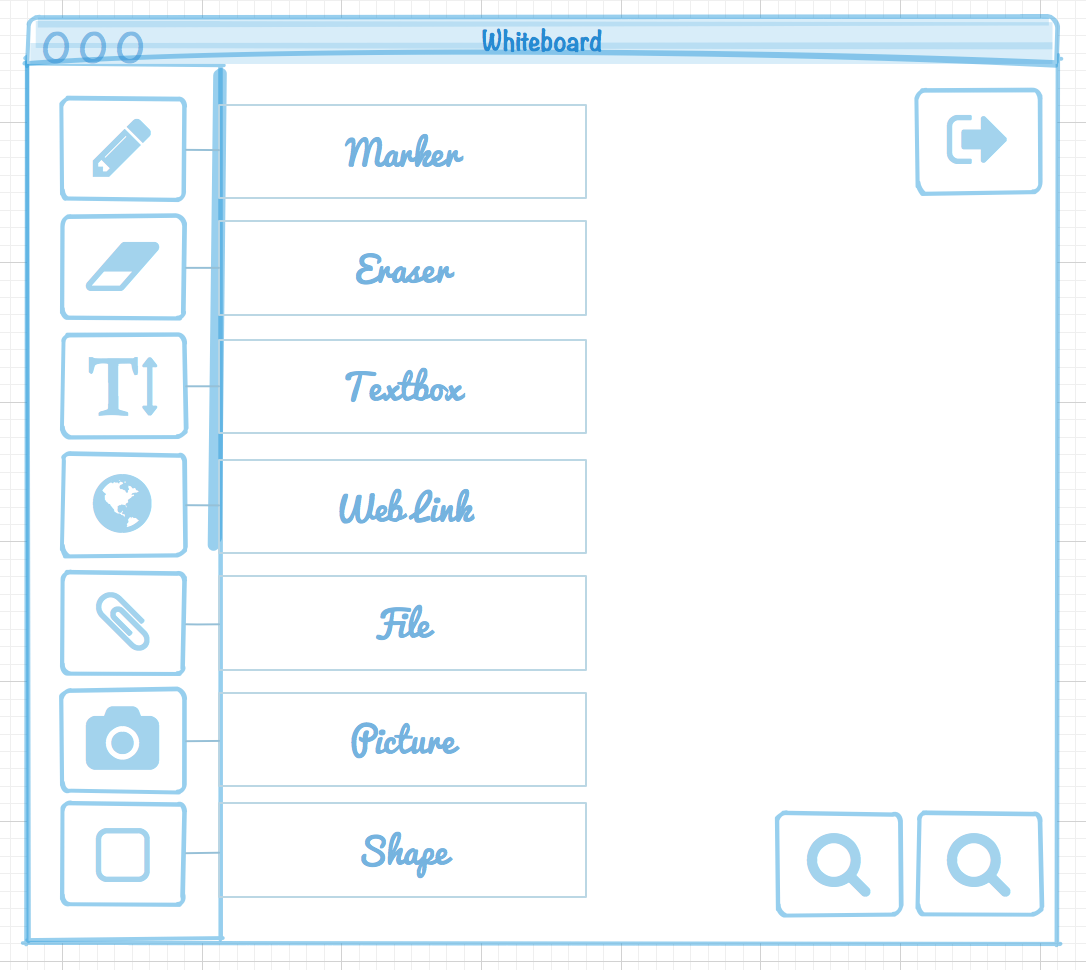 Whiteboard
Marker
Eraser
T
Textbox
Web Link
File
Picture
Shape